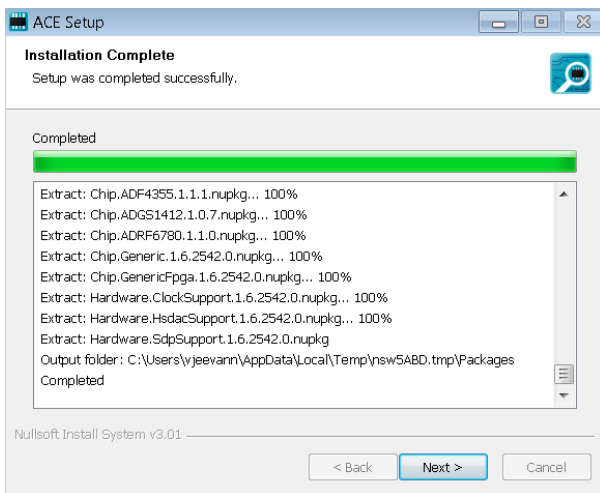 ACE Setup
Installation Complete
Setup was completed successfully.
Completed
Extract: Chip.ADF4355.1.1.1.nupkg... 100%
Extract: Chip.ADGS1412.1.0.7.nupkg... 100%
Extract: Chip.ADRF6780.1.1.0.nupkg... 100%
Extract: Chip.Generic.1.6.2542.0.nupkg... 100%
Extract: Chip.GenericFpga.1.6.2542.0.nupkg... 100%
Extract: Hardware.ClockSupport.1.6.2542.0.nupkg... 100%
Extract: Hardware.HsdacSupport.1.6.2542.0.nupkg... 100%
Extract: Hardware.SdpSupport.1.6.2542.0.nupkg
Output folder: C:\Users\vjeevann\AppData\Local\Temp\nsw5ABD.tmp\Packages
Completed
Nullsoft Install System v3.01
< Back Next > Cancel